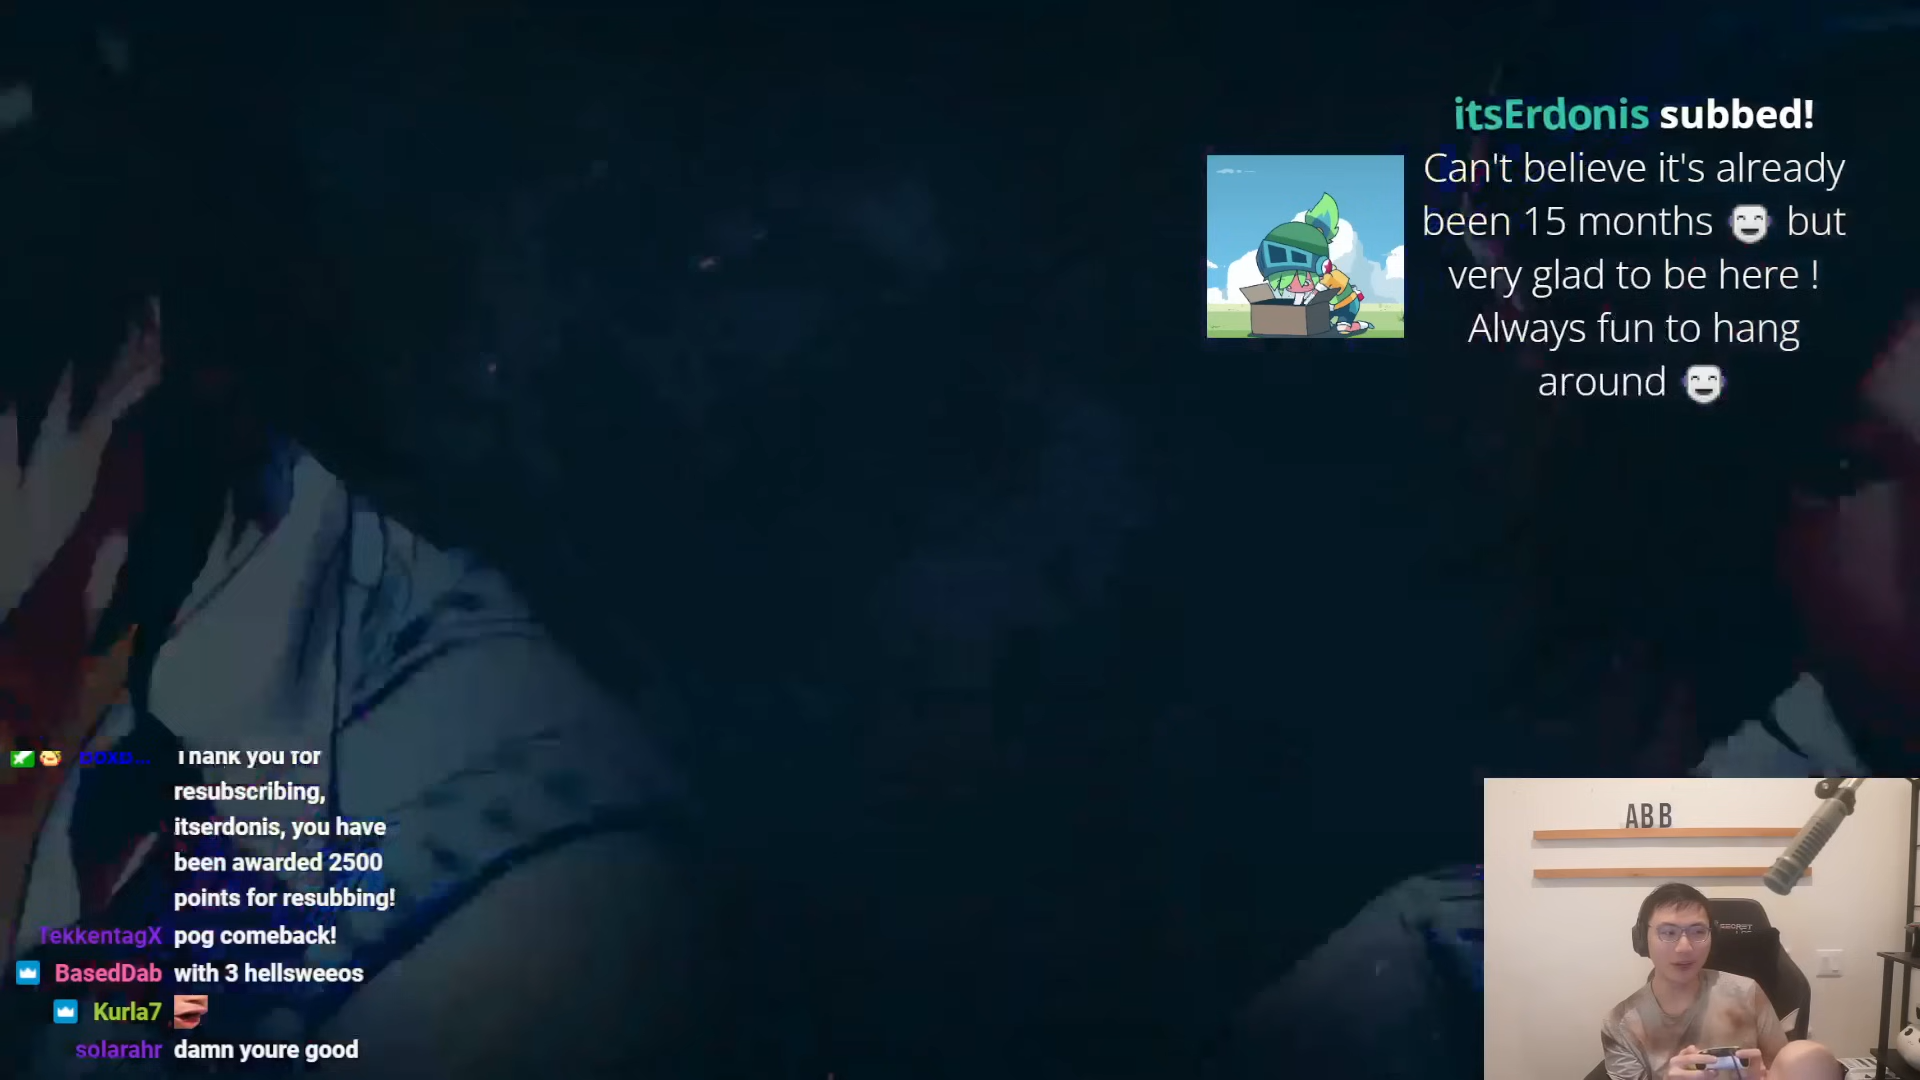 itsErdonis subbed!
Can't believe it's already
been 15 months but
very glad to be here !
Always fun to hang
around
Thank you for
resubscribing,
itserdonis, you have
been awarded 2500
points for resubbing!
TekkentagX pog comeback!
BasedDab with 3 hellsweeos
Kurla7
solarahr damn youre good
ABB
SECRET